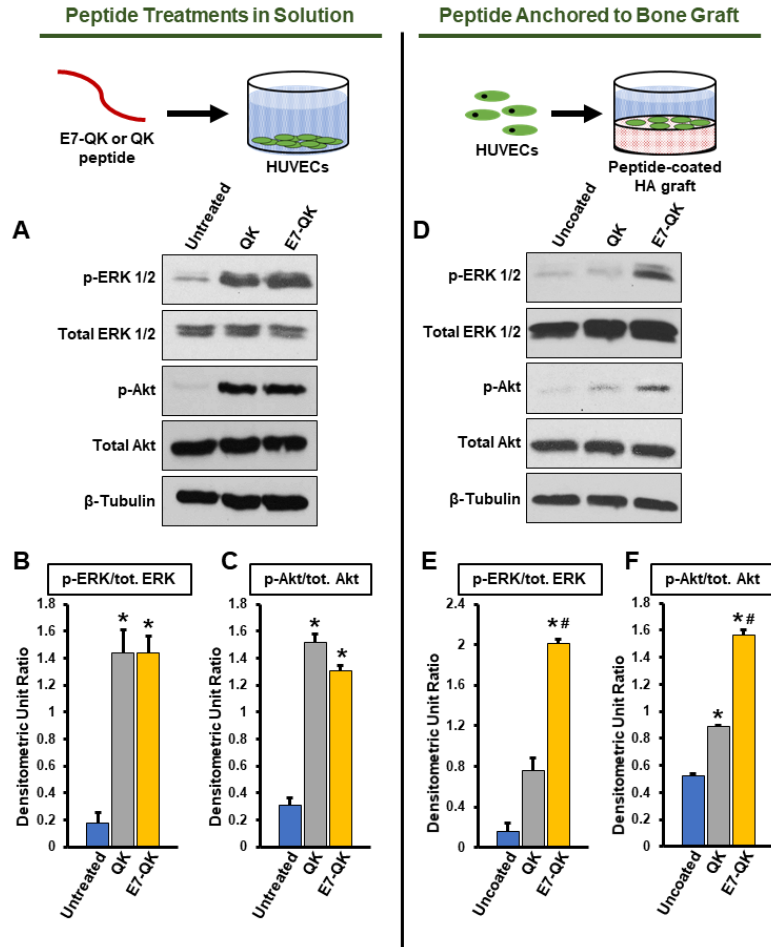 Peptide Treatments in Solution
E7-QK or QK
peptide
HUVECs
A
Untreated
QK
E7-QK
p-ERK 1/2
Total ERK 1/2
p-Akt
Total Akt
β-Tubulin
B
p-ERK/tot. ERK
Densitometric Unit Ratio
1.8
1.6
1.4
1.2
1
0.8
0.6
0.4
0.2
0
*
*
Untreated
QK
E7-QK
C
p-Akt/tot. Akt
Densitometric Unit Ratio
1.8
1.6
1.4
1.2
1
0.8
0.6
0.4
0.2
0
*
*
Untreated
QK
E7-QK
Peptide Anchored to Bone Graft
HUVECs
Peptide-coated
HA graft
D
Uncoated
QK
E7-QK
p-ERK 1/2
Total ERK 1/2
p-Akt
Total Akt
β-Tubulin
E
p-ERK/tot. ERK
Densitometric Unit Ratio
2.4
2
1.6
1.2
0.8
0.4
0
*#
Uncoated
QK
E7-QK
F
p-Akt/tot. Akt
Densitometric Unit Ratio
1.8
1.6
1.4
1.2
1
0.8
0.6
0.4
0.2
0
*
*#
Uncoated
QK
E7-QK